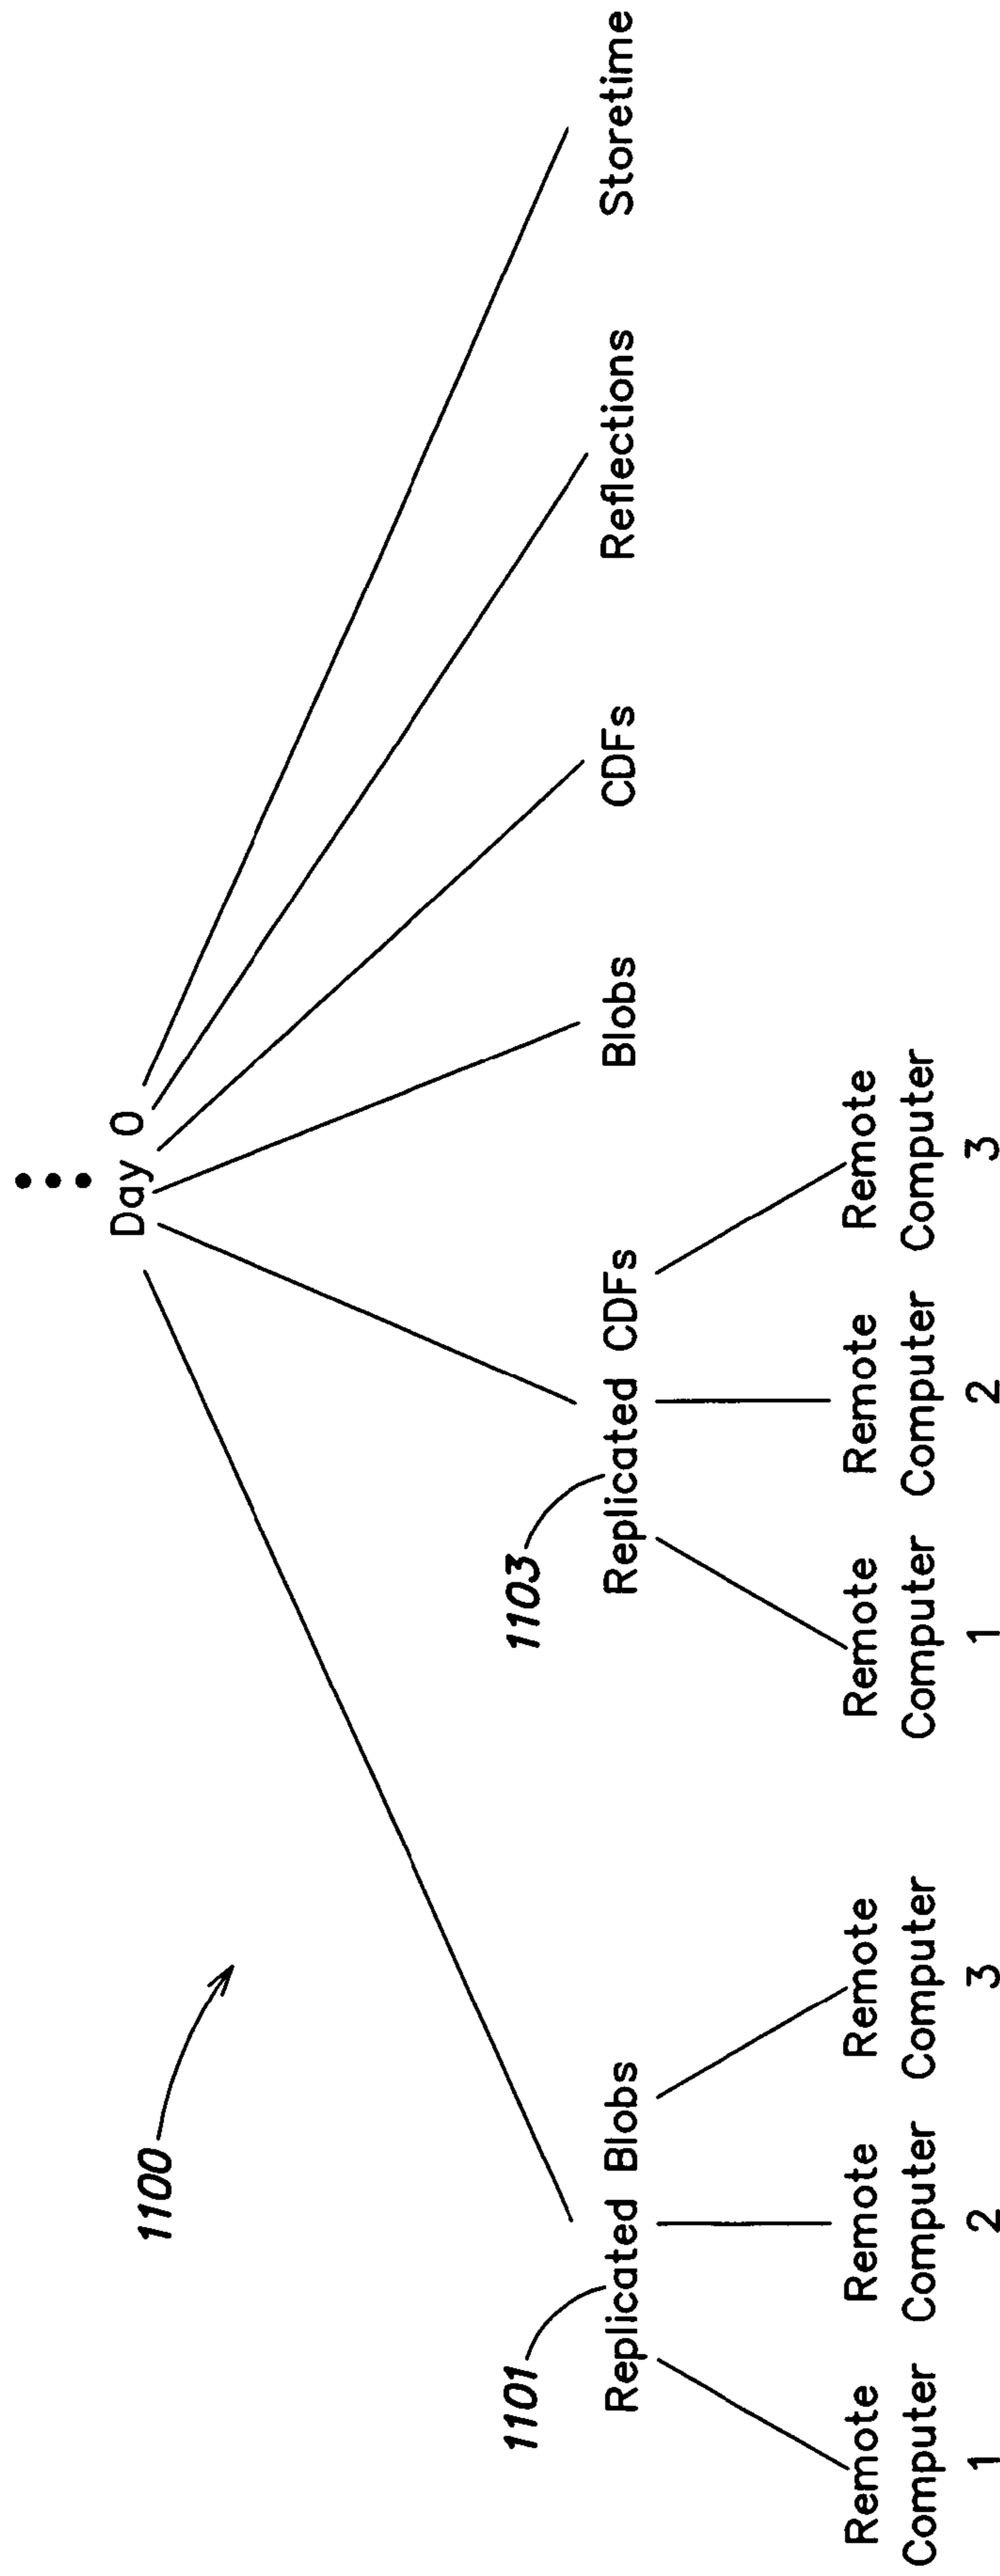 Day 0
1100
1101
Replicated Blobs
1103
Replicated CDFs
Blobs
CDFs
Reflections
Storetime
Remote
Computer
1
Remote
Computer
2
Remote
Computer
3
Remote
Computer
1
Remote
Computer
2
Remote
Computer
3